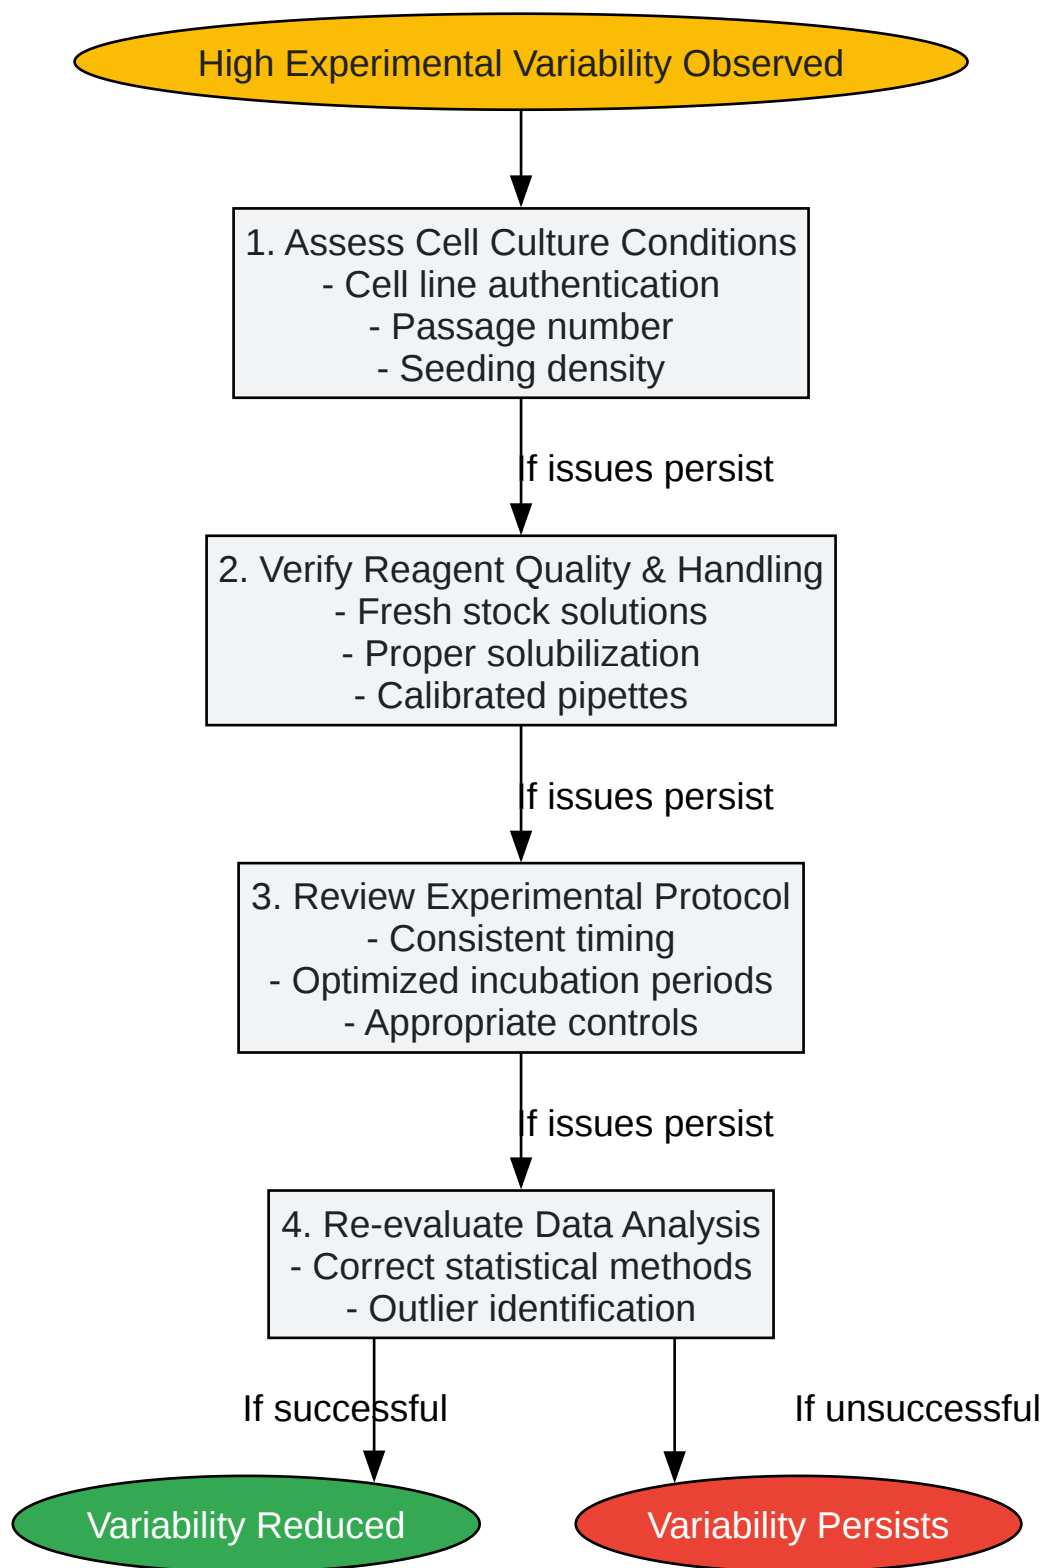 High Experimental Variability Observed
1. Assess Cell Culture Conditions
- Cell line authentication
- Passage number
- Seeding density
If issues persist
2. Verify Reagent Quality & Handling
- Fresh stock solutions
- Proper solubilization
- Calibrated pipettes
If issues persist
3. Review Experimental Protocol
- Consistent timing
- Optimized incubation periods
- Appropriate controls
If issues persist
4. Re-evaluate Data Analysis
- Correct statistical methods
- Outlier identification
If successful
If unsuccessful
Variability Reduced
Variability Persists